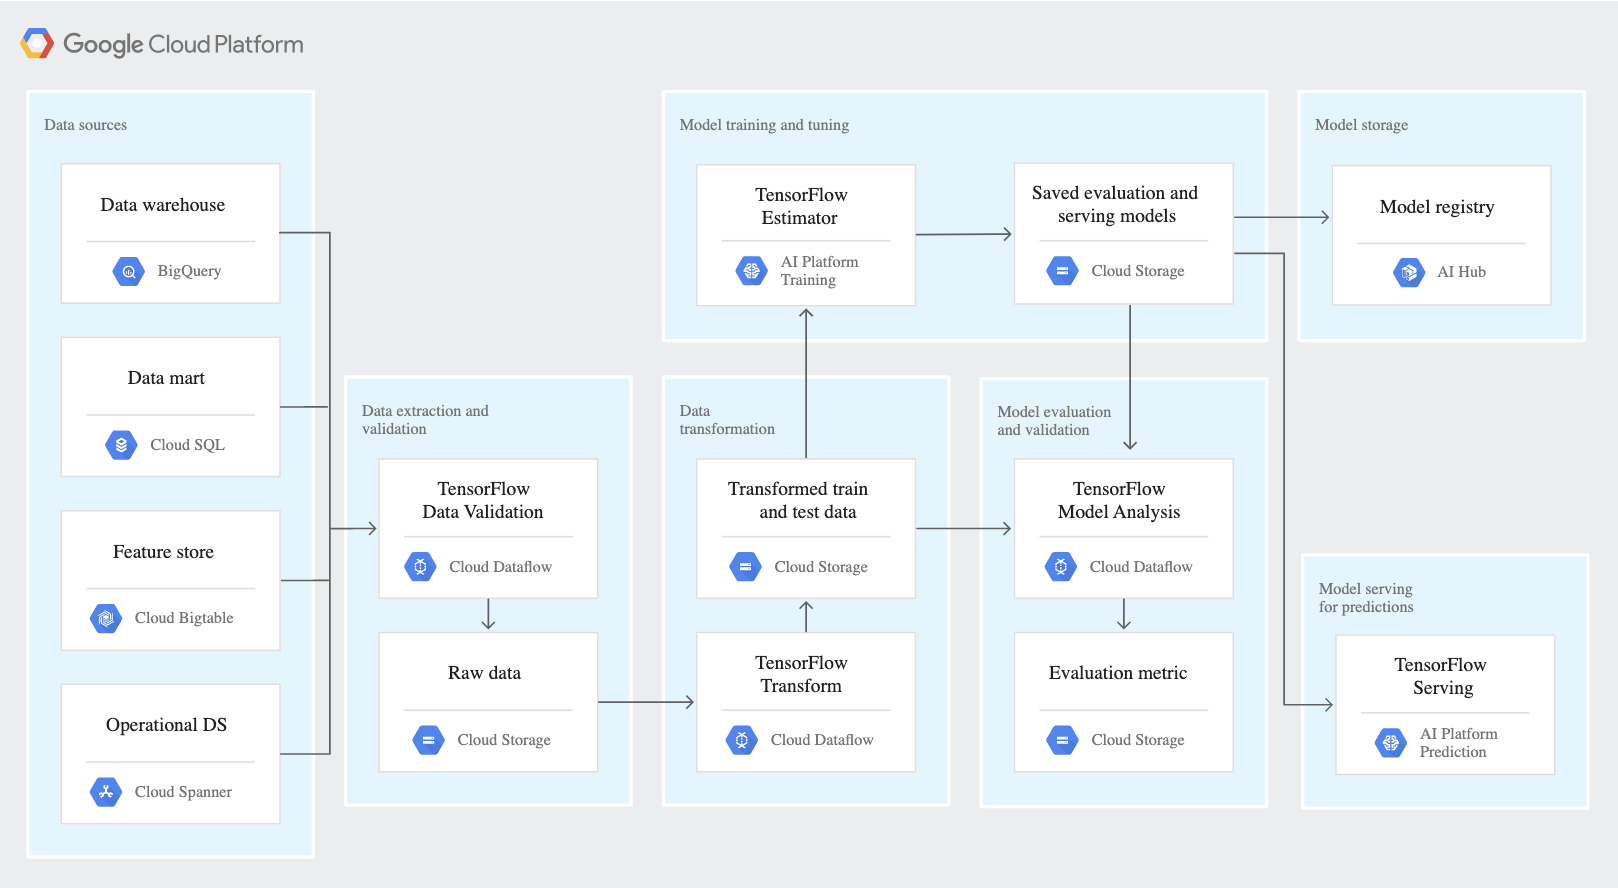 Google Cloud Platform
Data sources
Data warehouse
BigQuery
Data mart
Cloud SQL
Feature store
Cloud Bigtable
Operational DS
Cloud Spanner
Data extraction and
validation
TensorFlow
Data Validation
Cloud Dataflow
Raw data
Cloud Storage
Data
transformation
Transformed train
and test data
Cloud Storage
TensorFlow
Transform
Cloud Dataflow
Model training and tuning
TensorFlow
Estimator
AI Platform
Training
Saved evaluation and
serving models
Cloud Storage
Model evaluation
and validation
TensorFlow
Model Analysis
Cloud Dataflow
Evaluation metric
Cloud Storage
Model storage
Model registry
AI Hub
Model serving
for predictions
TensorFlow
Serving
AI Platform
Prediction